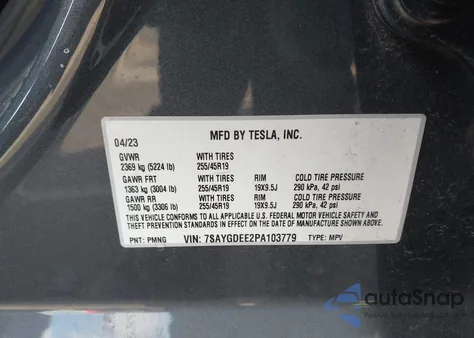 04/23 MFD BY TESLA, INC.
GVWR WITH TIRES
2369 kg (5224 lb) 255/45R19
GAWR FRT WITH TIRES RIM COLD TIRE PRESSURE
1363 kg (3004 lb) 255/45R19 19X9.5J 290 kPa, 42 psi
GAWR RR WITH TIRES RIM COLD TIRE PRESSURE
1500 kg (3306 lb) 255/45R19 19X9.5J 290 kPa, 42 psi
THIS VEHICLE CONFORMS TO ALL APPLICABLE U.S. FEDERAL MOTOR VEHICLE SAFETY AND
THEFT PREVENTION STANDARDS IN EFFECT ON THE DATE OF MANUFACTURE SHOWN ABOVE.
PNT: PMNG VIN: 7SAYGDEE2PA103779 TYPE: MPV
autoSnap